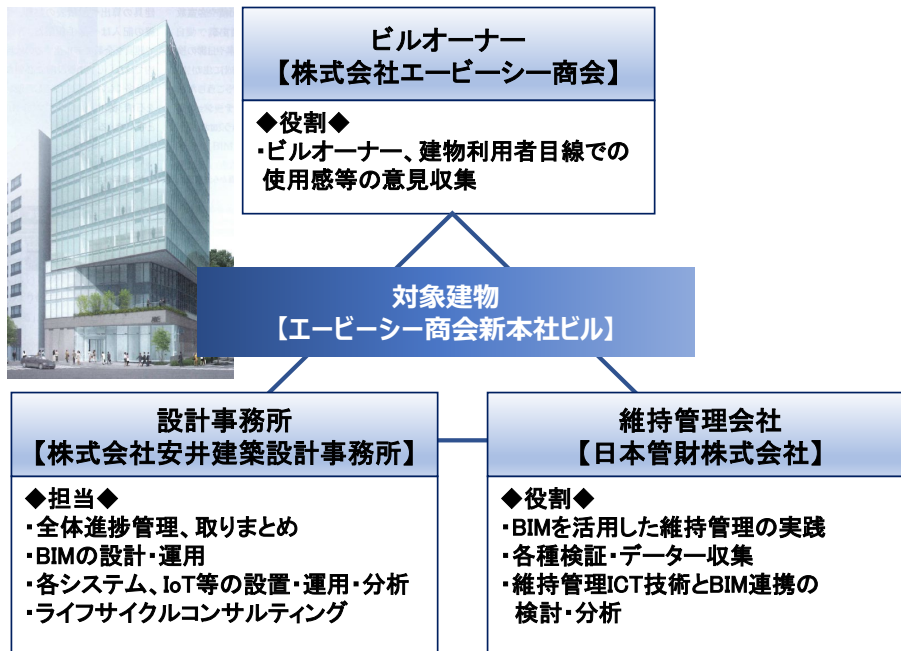 ビルオーナー
【株式会社エービーシー商会】
◆役割◆
・ビルオーナー、建物利用者目線での
使用感等の意見収集
対象建物
【エービーシー商会新本社ビル】
設計事務所
【株式会社安井建築設計事務所】
◆担当◆
・全体進捗管理、取りまとめ
・BIMの設計・運用
・各システム、IoT等の設置・運用・分析
・ライフサイクルコンサルティング
維持管理会社
【日本管財株式会社】
◆役割◆
・BIMを活用した維持管理の実践
・各種検証・データー収集
・維持管理ICT技術とBIM連携の
検討・分析